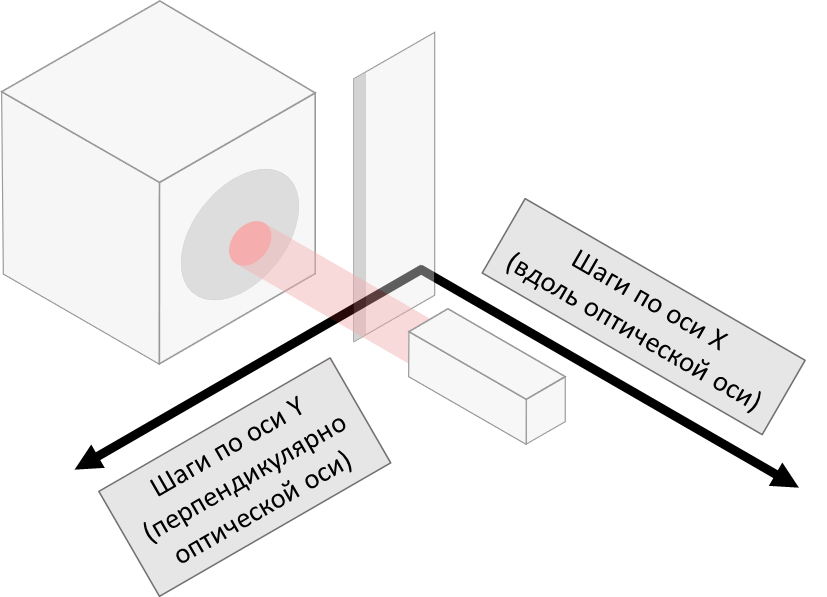 Шаги по оси X
(вдоль оптической оси)
Шаги по оси Y
(перпендикулярно
оптической оси)